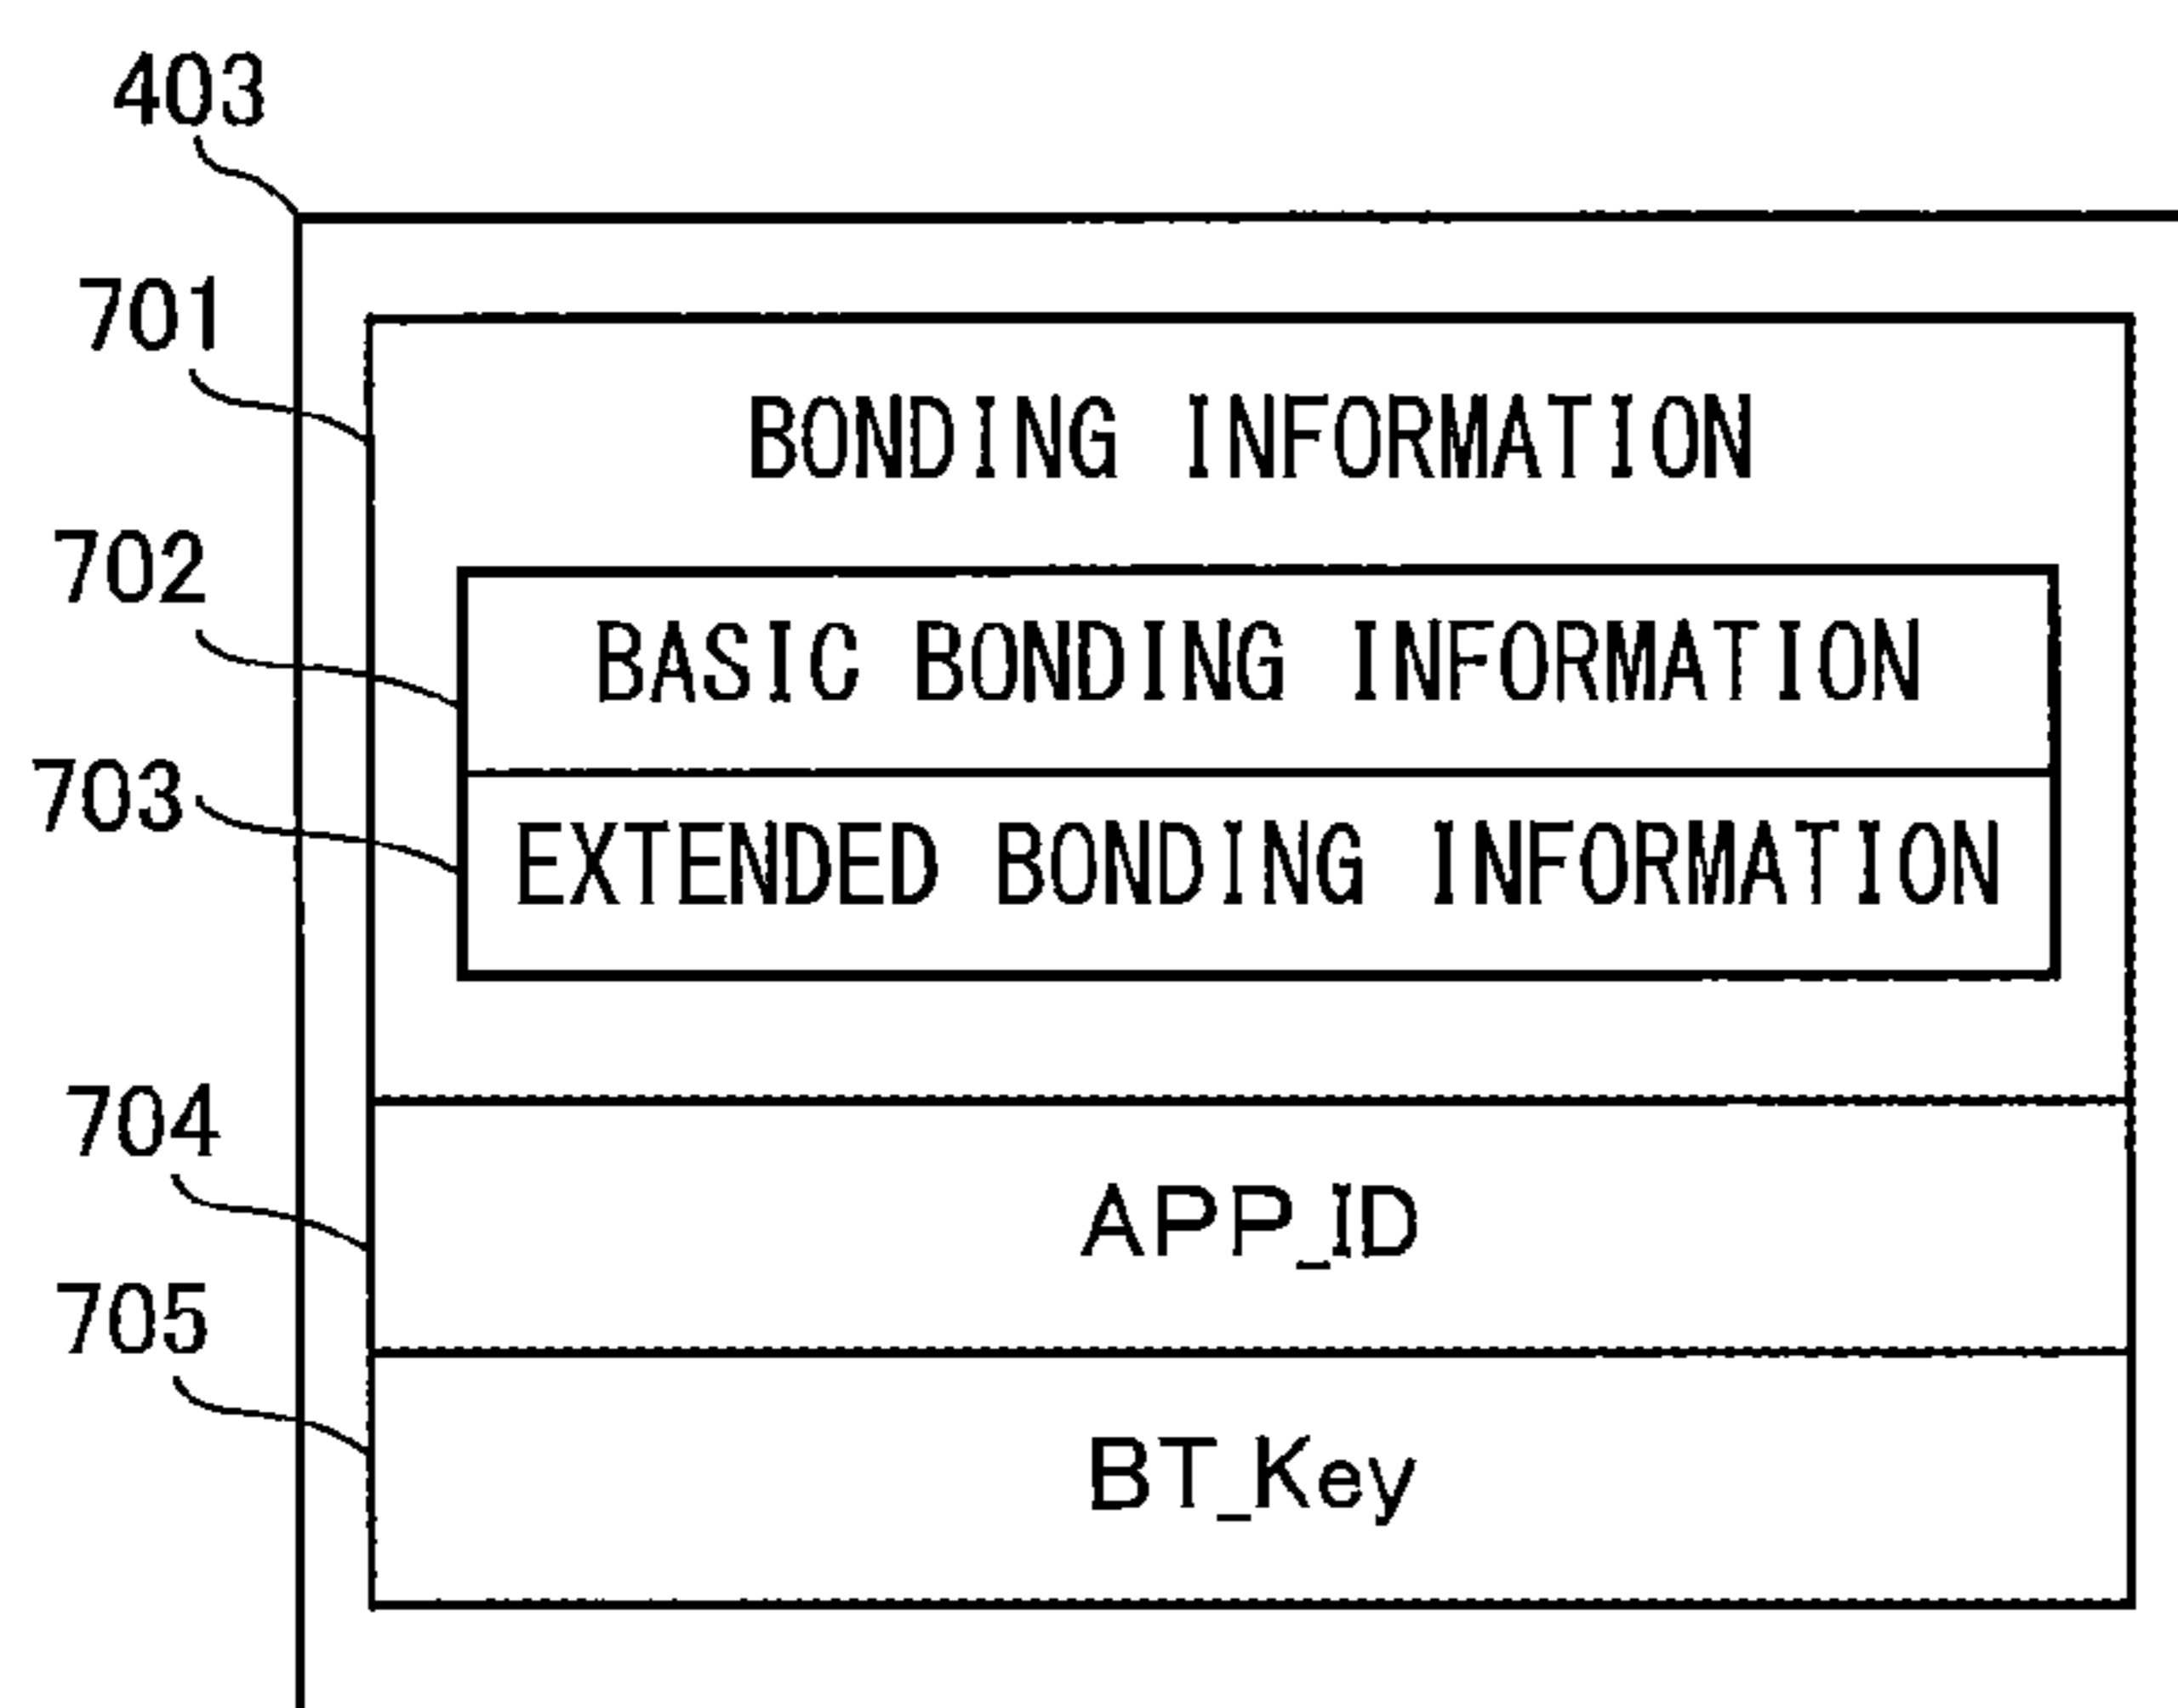 403
701
BONDING INFORMATION
702
BASIC BONDING INFORMATION
703
EXTENDED BONDING INFORMATION
704
APP_ID
705
BT_Key